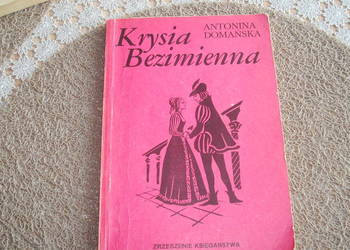 ANTONINA
DOMAŃSKA
Krysia
Bezimienna
ZRZESZENIE KSIĘGARSTWA